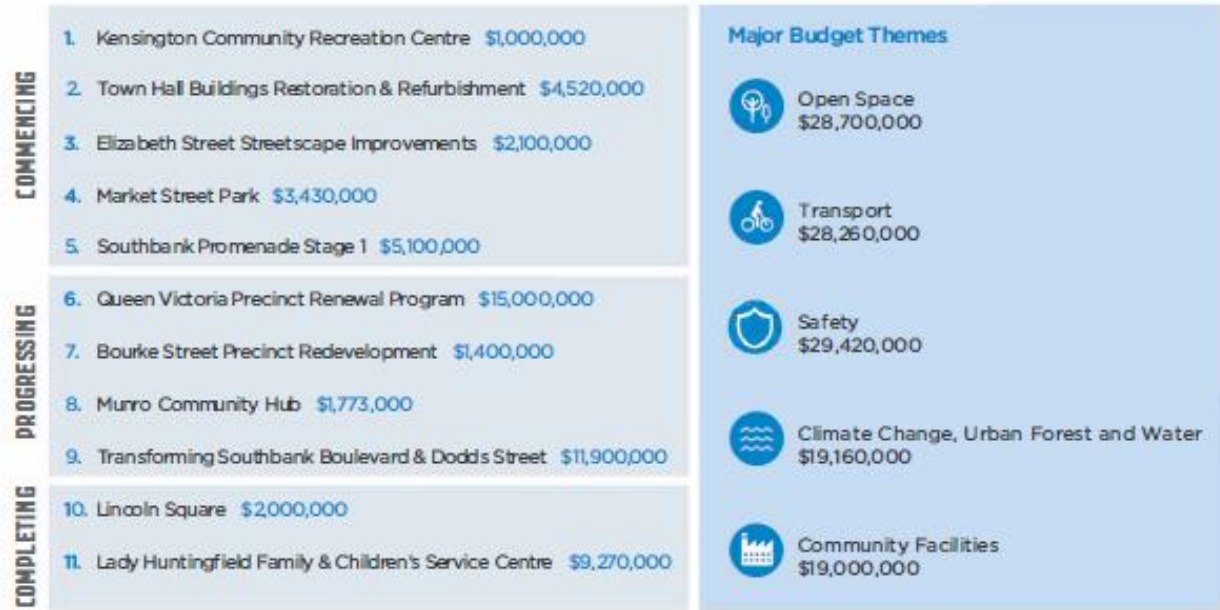 COMMENCING
1. Kensington Community Recreation Centre $1,000,000
2. Town Hall Buildings Restoration & Refurbishment $4,520,000
3. Elizabeth Street Streetscape Improvements $2,100,000
4. Market Street Park $3,430,000
5. Southbank Promenade Stage 1 $5,100,000
PROGRESSING
6. Queen Victoria Precinct Renewal Program $15,000,000
7. Bourke Street Precinct Redevelopment $1,400,000
8. Munro Community Hub $1,773,000
9. Transforming Southbank Boulevard & Dodds Street $11,900,000
COMPLETING
10. Lincoln Square $2,000,000
11. Lady Huntingfield Family & Children's Service Centre $9,270,000
Major Budget Themes
Open Space
$28,700,000
Transport
$28,260,000
Safety
$29,420,000
Climate Change, Urban Forest and Water
$19,160,000
Community Facilities
$19,000,000